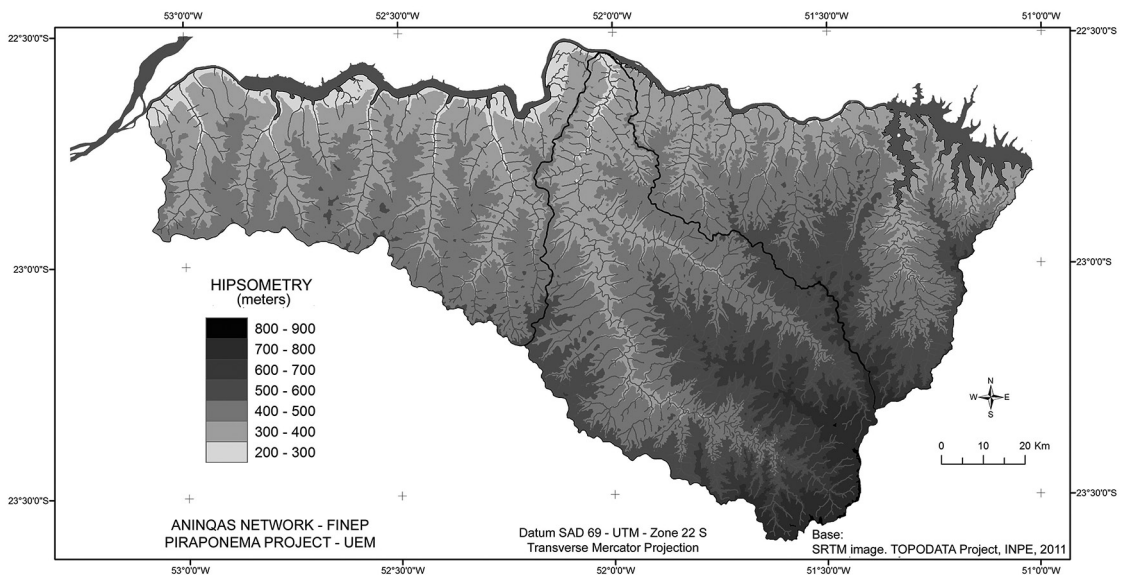 53°0'0"W 52°30'0"W 52°0'0"W 51°30'0"W 51°0'0"W
22°30'0"S 22°30'0"S
23°0'0"S 23°0'0"S
HIPSOMETRY
(meters)
800 - 900
700 - 800
600 - 700
500 - 600
400 - 500
300 - 400
200 - 300
N
W E
S
0 10 20 Km
23°30'0"S 23°30'0"S
ANINQAS NETWORK - FINEP
PIRAPONEMA PROJECT - UEM
Datum SAD 69 - UTM - Zone 22 S
Transverse Mercator Projection
Base:
SRTM image. TOPODATA Project, INPE, 2011
53°0'0"W 52°30'0"W 52°0'0"W 51°30'0"W 51°0'0"W